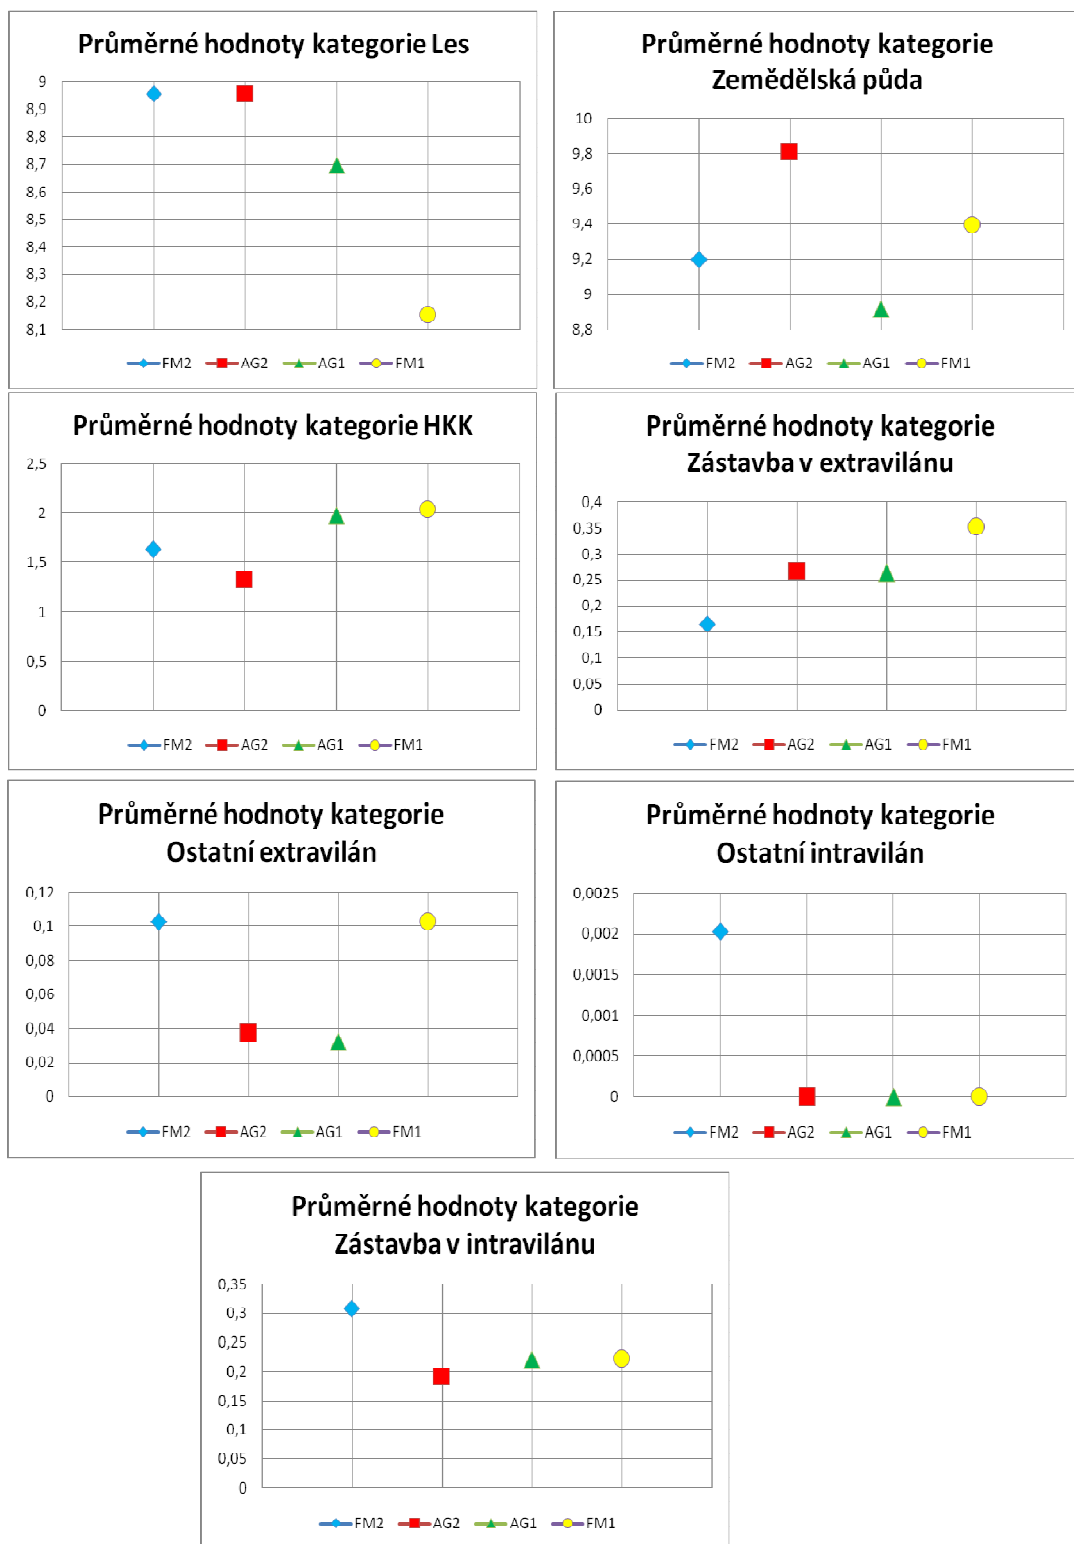 Průměrné hodnoty kategorie Les
9
8,9
8,8
8,7
8,6
8,5
8,4
8,3
8,2
8,1
FM2 AG2 AG1 FM1
Průměrné hodnoty kategorie
Zemědělská půda
10
9,8
9,6
9,4
9,2
9
8,8
FM2 AG2 AG1 FM1
Průměrné hodnoty kategorie HKK
2,5
2
1,5
1
0,5
0
FM2 AG2 AG1 FM1
Průměrné hodnoty kategorie
Zástavba v extravilánu
0,4
0,35
0,3
0,25
0,2
0,15
0,1
0,05
0
FM2 AG2 AG1 FM1
Průměrné hodnoty kategorie
Ostatní extravilán
0,12
0,1
0,08
0,06
0,04
0,02
0
FM2 AG2 AG1 FM1
Průměrné hodnoty kategorie
Ostatní intravilán
0,0025
0,002
0,0015
0,001
0,0005
0
FM2 AG2 AG1 FM1
Průměrné hodnoty kategorie
Zástavba v intravilánu
0,35
0,3
0,25
0,2
0,15
0,1
0,05
0
FM2 AG2 AG1 FM1